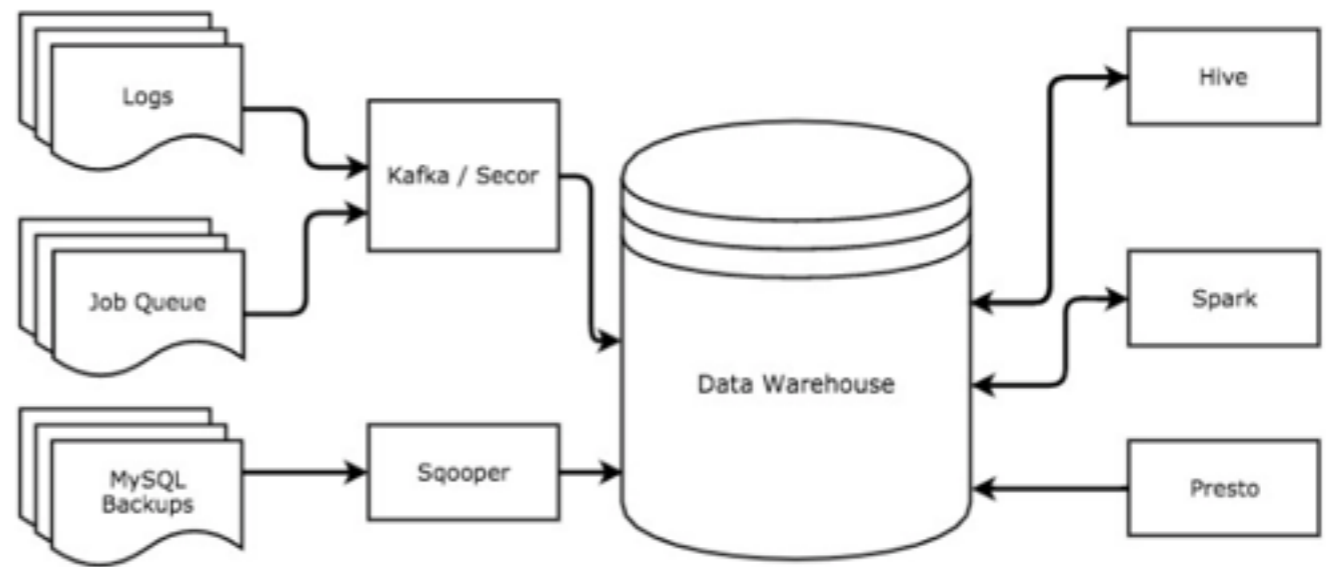 Logs
Kafka / Secor
Job Queue
MySQL
Backups
Sqooper
Data Warehouse
Hive
Spark
Presto